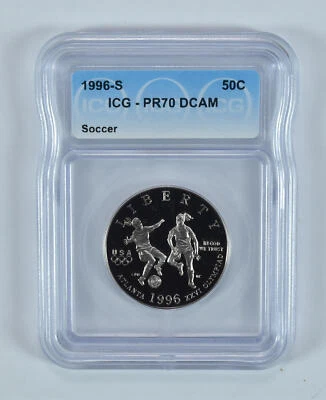 1996-S 50C
ICG - PR70 DCAM
Soccer
LIBERTY
USA
IN GOD
WE TRUST
1996
ATLANTA XXVI OLYMPIAD